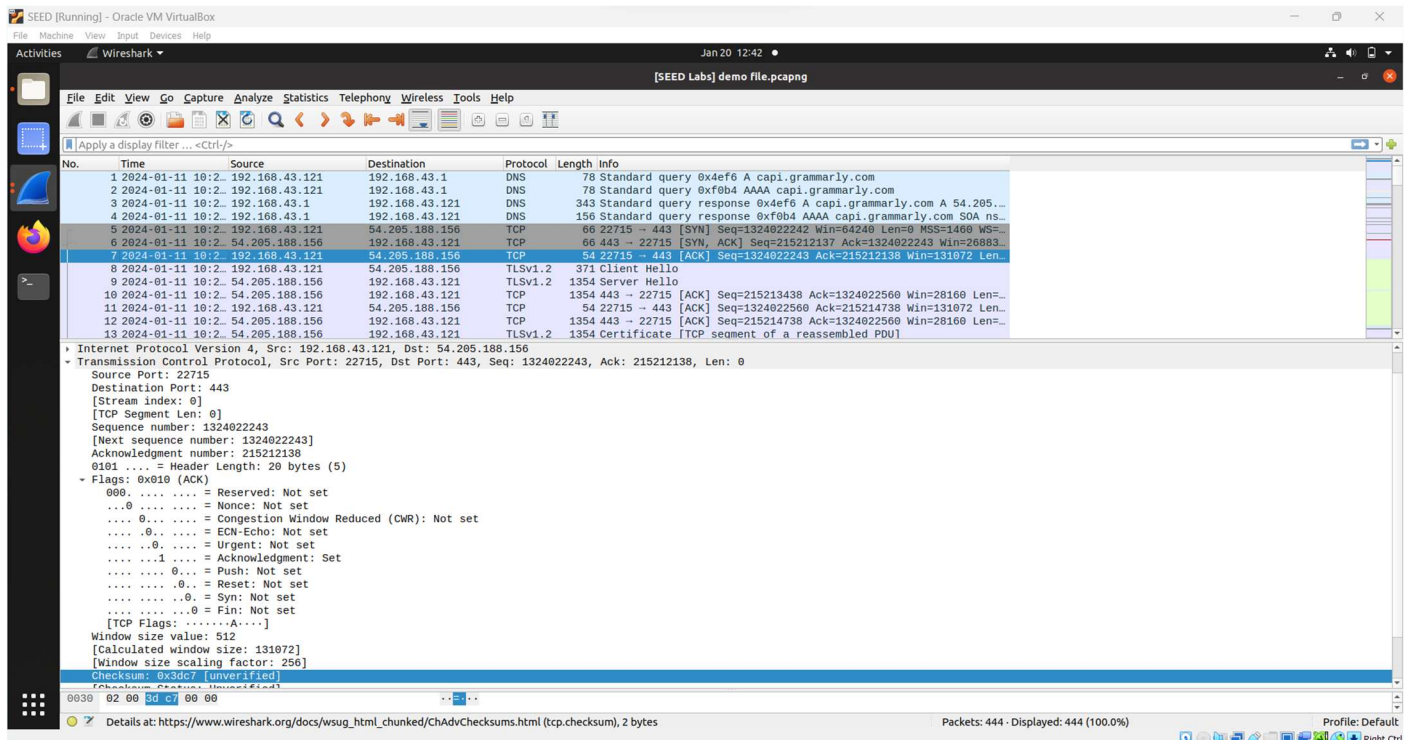 SEED [Running] - Oracle VM VirtualBox
File Machine View Input Devices Help
Activities Wireshark Jan 20 12:42
[SEED Labs] demo file.pcapng
File Edit View Go Capture Analyze Statistics Telephony Wireless Tools Help
Apply a display filter ... <Ctrl-/>
No. Time Source Destination Protocol Length Info
1 2024-01-11 10:2… 192.168.43.121 192.168.43.1 DNS 78 Standard query 0x4ef6 A capi.grammarly.com
2 2024-01-11 10:2… 192.168.43.121 192.168.43.1 DNS 78 Standard query 0xf0b4 AAAA capi.grammarly.com
3 2024-01-11 10:2… 192.168.43.1 192.168.43.121 DNS 343 Standard query response 0x4ef6 A capi.grammarly.com A 54.205.…
4 2024-01-11 10:2… 192.168.43.1 192.168.43.121 DNS 156 Standard query response 0xf0b4 AAAA capi.grammarly.com SOA ns…
5 2024-01-11 10:2… 192.168.43.121 54.205.188.156 TCP 66 22715 → 443 [SYN] Seq=1324022242 Win=64240 Len=0 MSS=1460 WS=…
6 2024-01-11 10:2… 54.205.188.156 192.168.43.121 TCP 66 443 → 22715 [SYN, ACK] Seq=215212137 Ack=1324022243 Win=26883…
7 2024-01-11 10:2… 192.168.43.121 54.205.188.156 TCP 54 22715 → 443 [ACK] Seq=1324022243 Ack=215212138 Win=131072 Len…
8 2024-01-11 10:2… 192.168.43.121 54.205.188.156 TLSv1.2 371 Client Hello
9 2024-01-11 10:2… 54.205.188.156 192.168.43.121 TLSv1.2 1354 Server Hello
10 2024-01-11 10:2… 54.205.188.156 192.168.43.121 TCP 1354 443 → 22715 [ACK] Seq=215213438 Ack=1324022560 Win=28160 Len=…
11 2024-01-11 10:2… 192.168.43.121 54.205.188.156 TCP 54 22715 → 443 [ACK] Seq=1324022560 Ack=215214738 Win=131072 Len…
12 2024-01-11 10:2… 54.205.188.156 192.168.43.121 TCP 1354 443 → 22715 [ACK] Seq=215214738 Ack=1324022560 Win=28160 Len=…
13 2024-01-11 10:2… 54.205.188.156 192.168.43.121 TLSv1.2 1354 Certificate [TCP segment of a reassembled PDU]
Internet Protocol Version 4, Src: 192.168.43.121, Dst: 54.205.188.156
Transmission Control Protocol, Src Port: 22715, Dst Port: 443, Seq: 1324022243, Ack: 215212138, Len: 0
Source Port: 22715
Destination Port: 443
[Stream index: 0]
[TCP Segment Len: 0]
Sequence number: 1324022243
[Next sequence number: 1324022243]
Acknowledgment number: 215212138
0101 .... = Header Length: 20 bytes (5)
Flags: 0x010 (ACK)
000. .... .... = Reserved: Not set
...0 .... .... = Nonce: Not set
.... 0... .... = Congestion Window Reduced (CWR): Not set
.... .0.. .... = ECN-Echo: Not set
.... ..0. .... = Urgent: Not set
.... ...1 .... = Acknowledgment: Set
.... .... 0... = Push: Not set
.... .... .0.. = Reset: Not set
.... .... ..0. = Syn: Not set
.... .... ...0 = Fin: Not set
[TCP Flags: ·······A····]
Window size value: 512
[Calculated window size: 131072]
[Window size scaling factor: 256]
Checksum: 0x3dc7 [unverified]
[Checksum Status: Unverified]
0030 02 00 3d c7 00 00 ··=···
Details at: https://www.wireshark.org/docs/wsug_html_chunked/ChAdvChecksums.html (tcp.checksum), 2 bytes Packets: 444 · Displayed: 444 (100.0%) Profile: Default
Right Ctrl